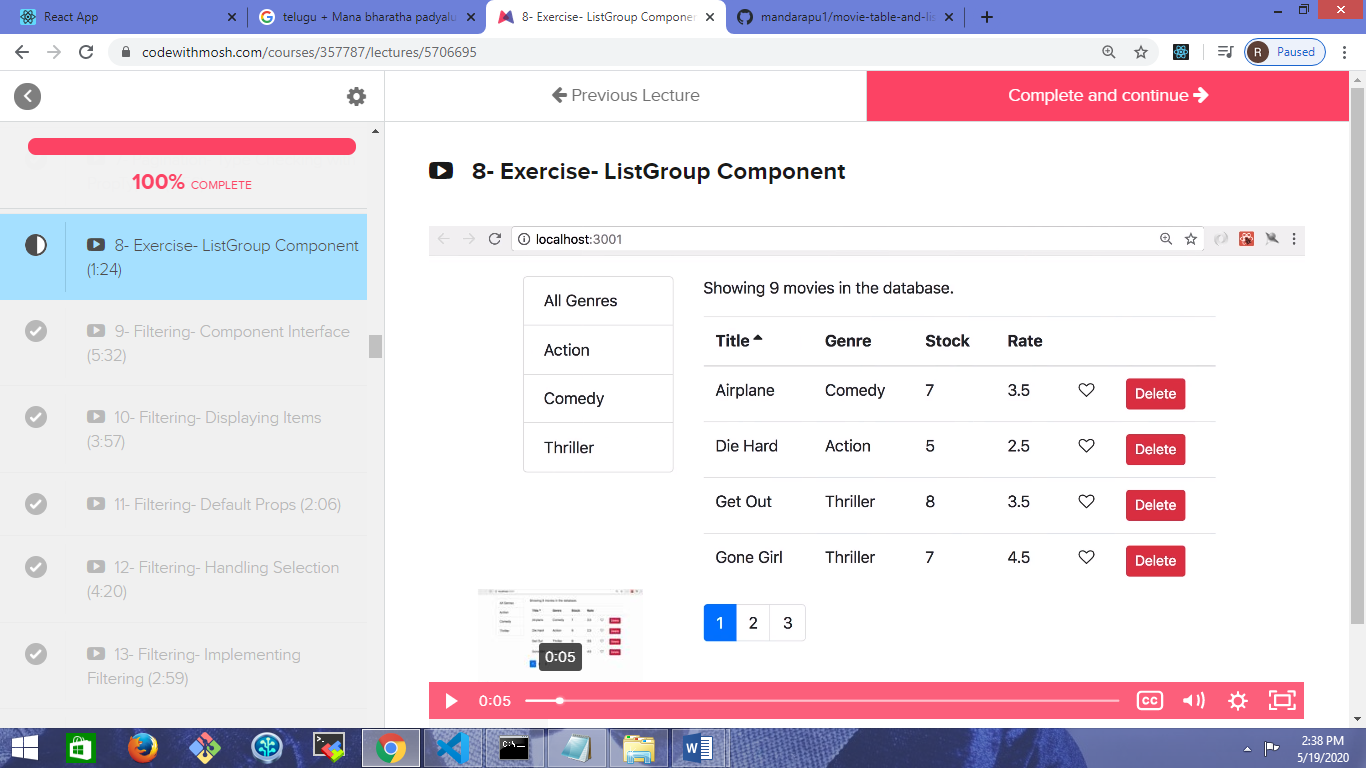 React App
telugu + Mana bharatha padyalu
8- Exercise- ListGroup Componen
mandarapu1/movie-table-and-lis
codewithmosh.com/courses/357787/lectures/5706695
R Paused
Previous Lecture
Complete and continue
100% COMPLETE
8- Exercise- ListGroup Component
(1:24)
9- Filtering- Component Interface
(5:32)
10- Filtering- Displaying Items
(3:57)
11- Filtering- Default Props (2:06)
12- Filtering- Handling Selection
(4:20)
13- Filtering- Implementing
Filtering (2:59)
8- Exercise- ListGroup Component
localhost:3001
All Genres
Action
Comedy
Thriller
Showing 9 movies in the database.
Title Genre Stock Rate
Airplane Comedy 7 3.5 Delete
Die Hard Action 5 2.5 Delete
Get Out Thriller 8 3.5 Delete
Gone Girl Thriller 7 4.5 Delete
1 2 3
0:05
0:05
CC
2:38 PM
5/19/2020